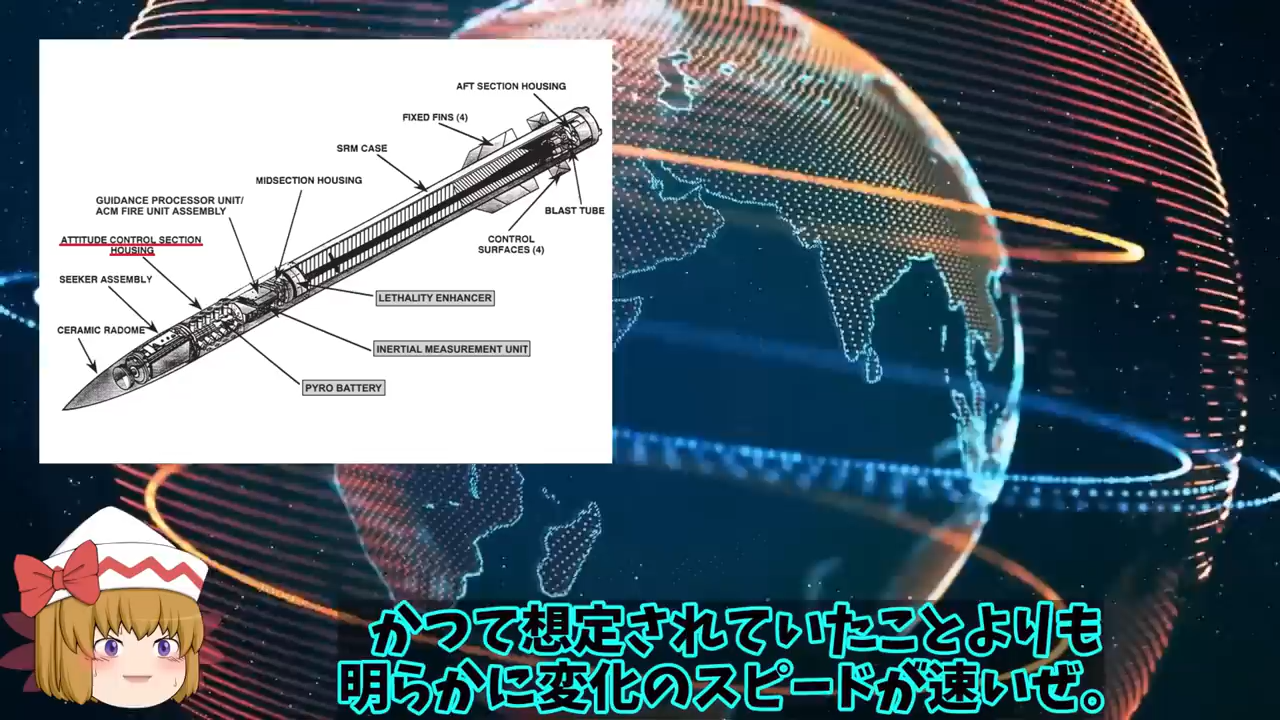 AFT SECTION HOUSING
FIXED FINS (4)
SRM CASE
MIDSECTION HOUSING
GUIDANCE PROCESSOR UNIT/
ACM FIRE UNIT ASSEMBLY
BLAST TUBE
ATTITUDE CONTROL SECTION
HOUSING
CONTROL
SURFACES (4)
SEEKER ASSEMBLY
LETHALITY ENHANCER
CERAMIC RADOME
INERTIAL MEASUREMENT UNIT
PYRO BATTERY
かつて想定されていたことよりも
明らかに変化のスピードが速いぜ。